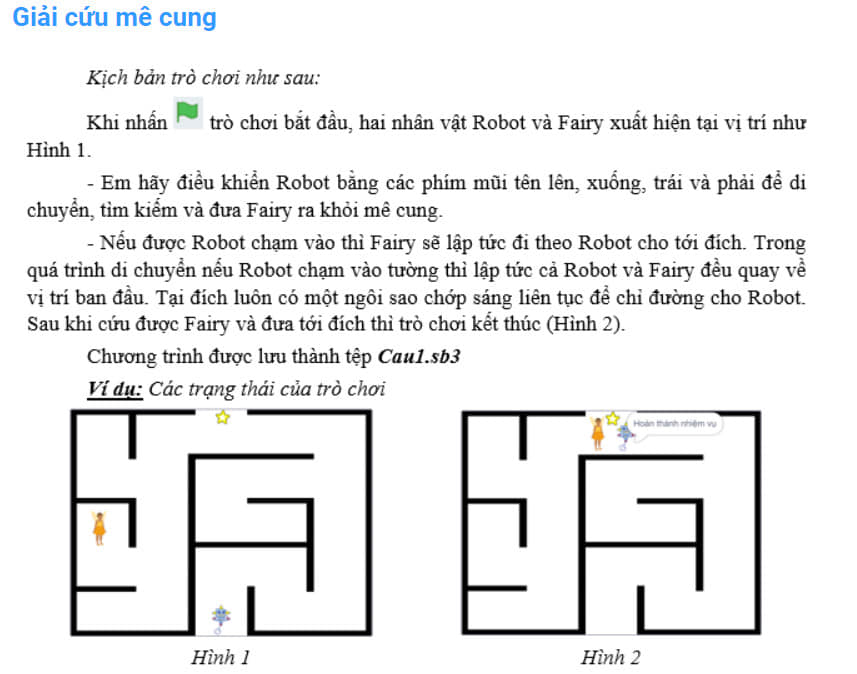 Giải cứu mê cung
Kịch bản trò chơi như sau:
Khi nhấn trò chơi bắt đầu, hai nhân vật Robot và Fairy xuất hiện tại vị trí như
Hình 1.
- Em hãy điều khiển Robot bằng các phím mũi tên lên, xuống, trái và phải để di
chuyển, tìm kiếm và đưa Fairy ra khỏi mê cung.
- Nếu được Robot chạm vào thì Fairy sẽ lập tức đi theo Robot cho tới đích. Trong
quá trình di chuyển nếu Robot chạm vào tường thì lập tức cả Robot và Fairy đều quay về
vị trí ban đầu. Tại đích luôn có một ngôi sao chớp sáng liên tục để chỉ đường cho Robot.
Sau khi cứu được Fairy và đưa tới đích thì trò chơi kết thúc (Hình 2).
Chương trình được lưu thành tệp Cau1.sb3
Ví dụ: Các trạng thái của trò chơi
Hoàn thành nhiệm vụ
Hình 1
Hình 2